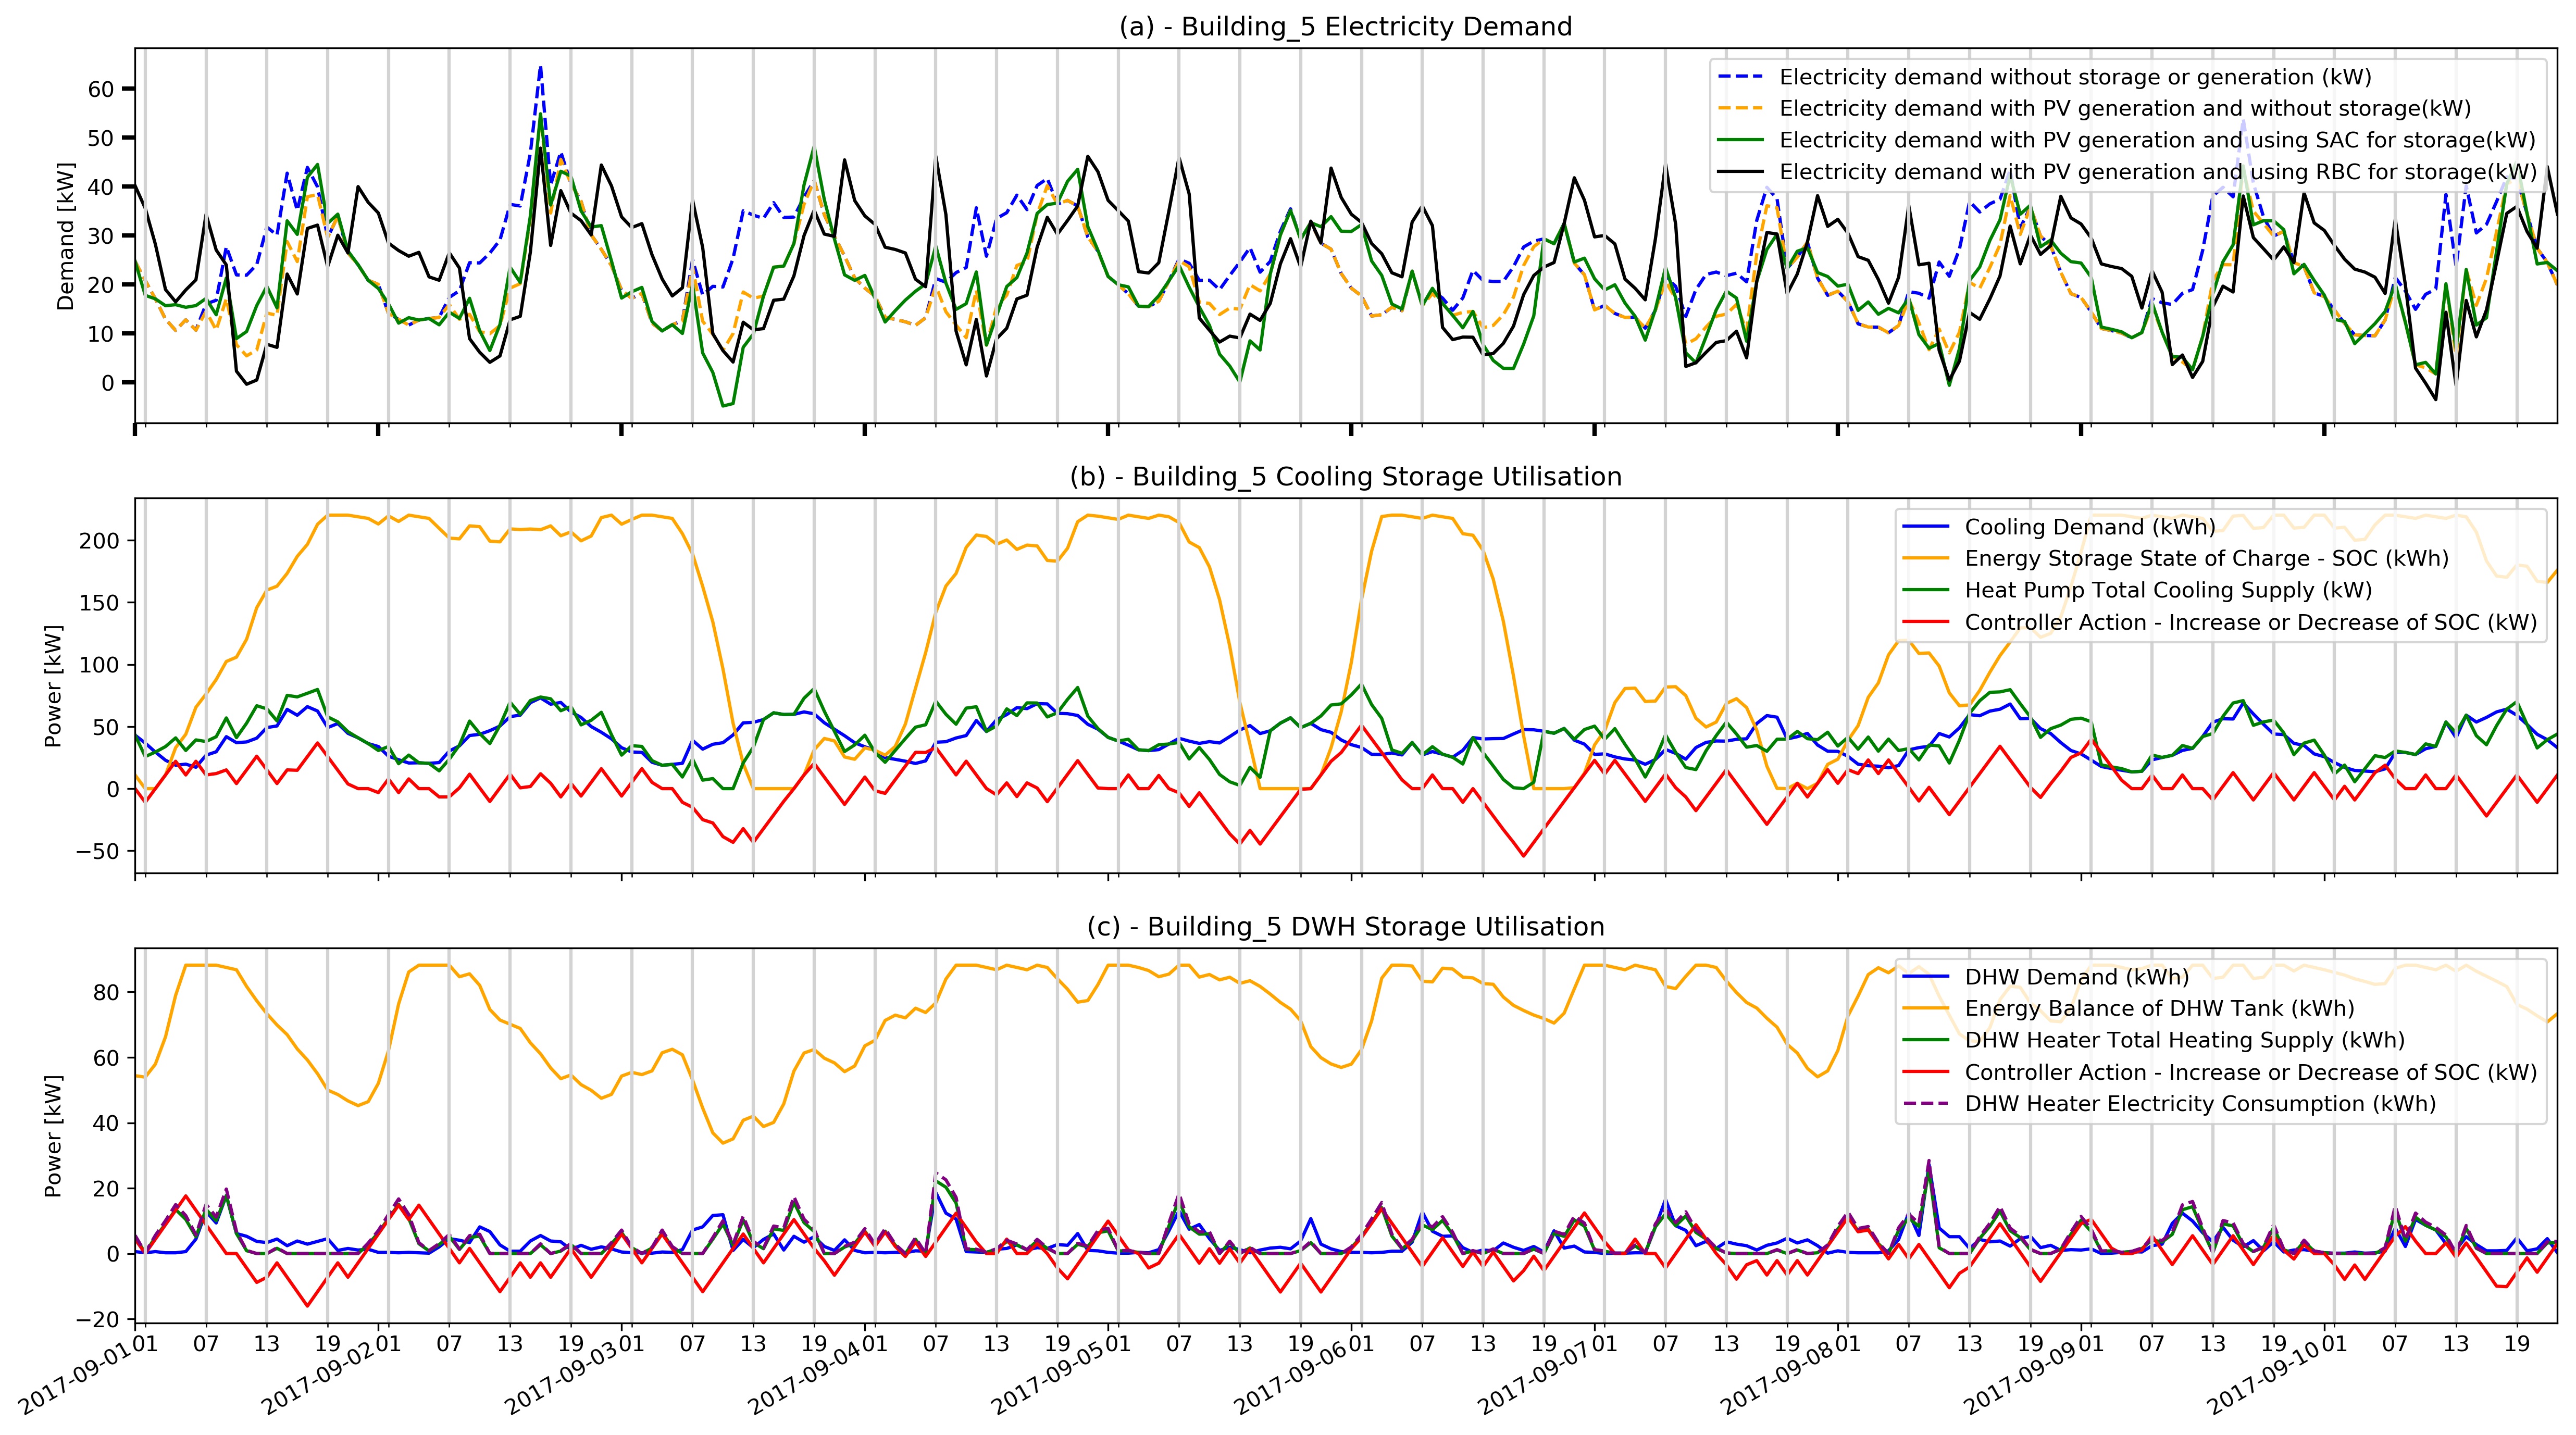 (a) - Building_5 Electricity Demand
Demand [kW]
60
50
40
30
20
10
0
Electricity demand without storage or generation (kW)
Electricity demand with PV generation and without storage(kW)
Electricity demand with PV generation and using SAC for storage(kW)
Electricity demand with PV generation and using RBC for storage(kW)
(b) - Building_5 Cooling Storage Utilisation
Power [kW]
200
150
100
50
0
−50
Cooling Demand (kWh)
Energy Storage State of Charge - SOC (kWh)
Heat Pump Total Cooling Supply (kW)
Controller Action - Increase or Decrease of SOC (kW)
(c) - Building_5 DWH Storage Utilisation
Power [kW]
80
60
40
20
0
−20
DHW Demand (kWh)
Energy Balance of DHW Tank (kWh)
DHW Heater Total Heating Supply (kWh)
Controller Action - Increase or Decrease of SOC (kW)
DHW Heater Electricity Consumption (kWh)
01 07 13 19 01 07 13 19 01 07 13 19 01 07 13 19 01 07 13 19 01 07 13 19 01 07 13 19 01 07 13 19 01 07 13 19 01 07 13 19
2017-09-01 2017-09-02 2017-09-03 2017-09-04 2017-09-05 2017-09-06 2017-09-07 2017-09-08 2017-09-09 2017-09-10